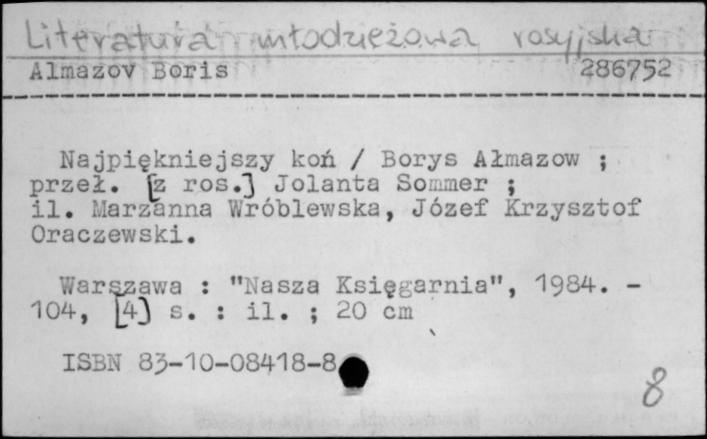 Literatura młodzieżowa rosyjska
Almazov Boris 286752
Najpiękniejszy koń / Borys Ałmazow ;
przeł. [z ros.] Jolanta Sommer ;
il. Marzanna Wróblewska, Józef Krzysztof
Oraczewski.
Warszawa : "Nasza Księgarnia", 1984. -
104, [4] s. : il. ; 20 cm
ISBN 83-10-08418-8
8